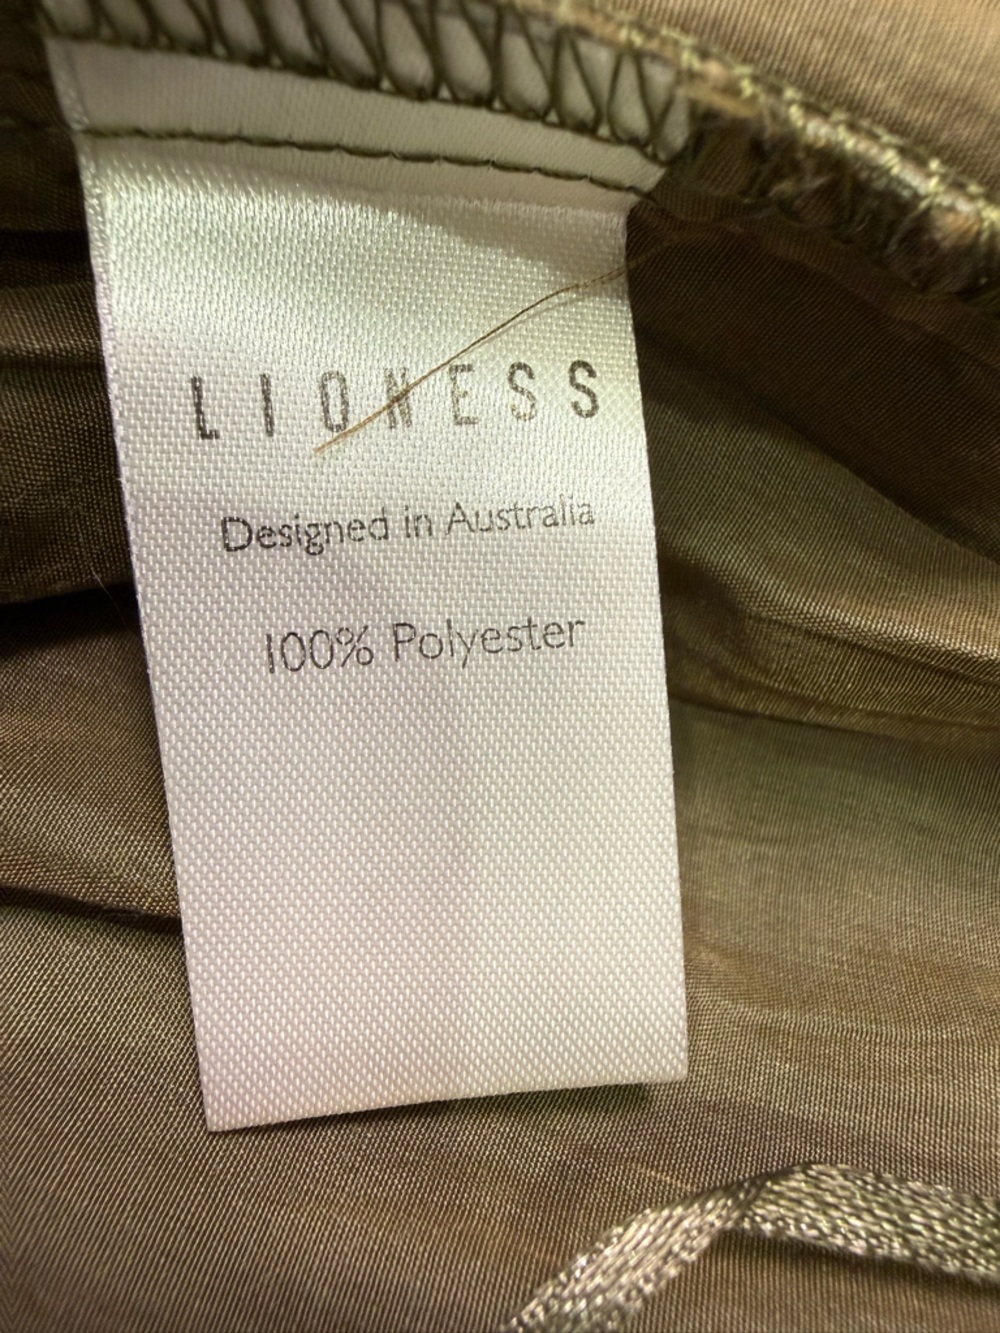 LIONESS
Designed in Australia
100% Polyester